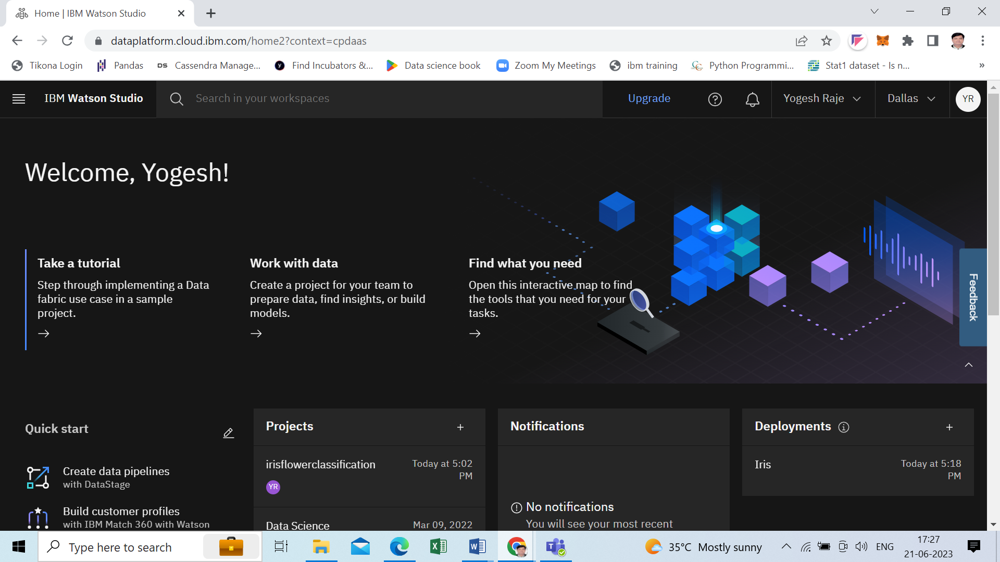 Home | IBM Watson Studio
dataplatform.cloud.ibm.com/home2?context=cpdaas
Tikona Login
Pandas
DS Cassendra Manage...
Find Incubators &...
Data science book
Zoom My Meetings
ibm training
Python Programmi...
Stat1 dataset - Is n...
»
IBM Watson Studio
Search in your workspaces
Upgrade
Yogesh Raje
Dallas
YR
Welcome, Yogesh!
Take a tutorial
Step through implementing a Data
fabric use case in a sample
project.
Work with data
Create a project for your team to
prepare data, find insights, or build
models.
Find what you need
Open this interactive map to find
the tools that you need for your
tasks.
Feedback
Quick start
Create data pipelines
with DataStage
Build customer profiles
with IBM Match 360 with Watson
Projects
irisflowerclassification
Today at 5:02
PM
YR
Data Science
Mar 09, 2022
Notifications
No notifications
You will see your most recent
Deployments
Iris
Today at 5:18
PM
Type here to search
35°C Mostly sunny
ENG
17:27
21-06-2023